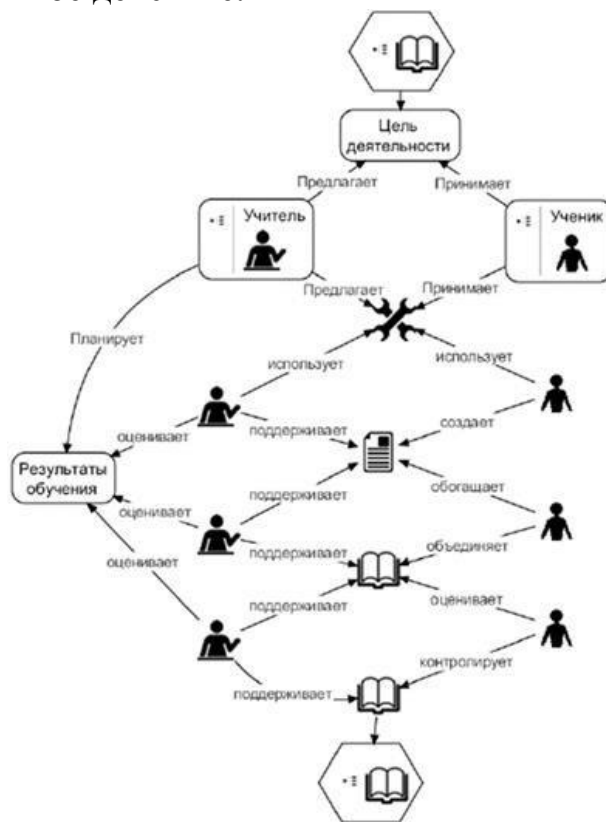 Цель
деятельности
Предлагает
Принимает
Учитель
Ученик
Предлагает
Принимает
Планирует
использует
использует
оценивает
поддерживает
создает
Результаты
обучения
поддерживает
обогащает
оценивает
поддерживает
объединяет
оценивает
поддерживает
оценивает
контролирует
поддерживает